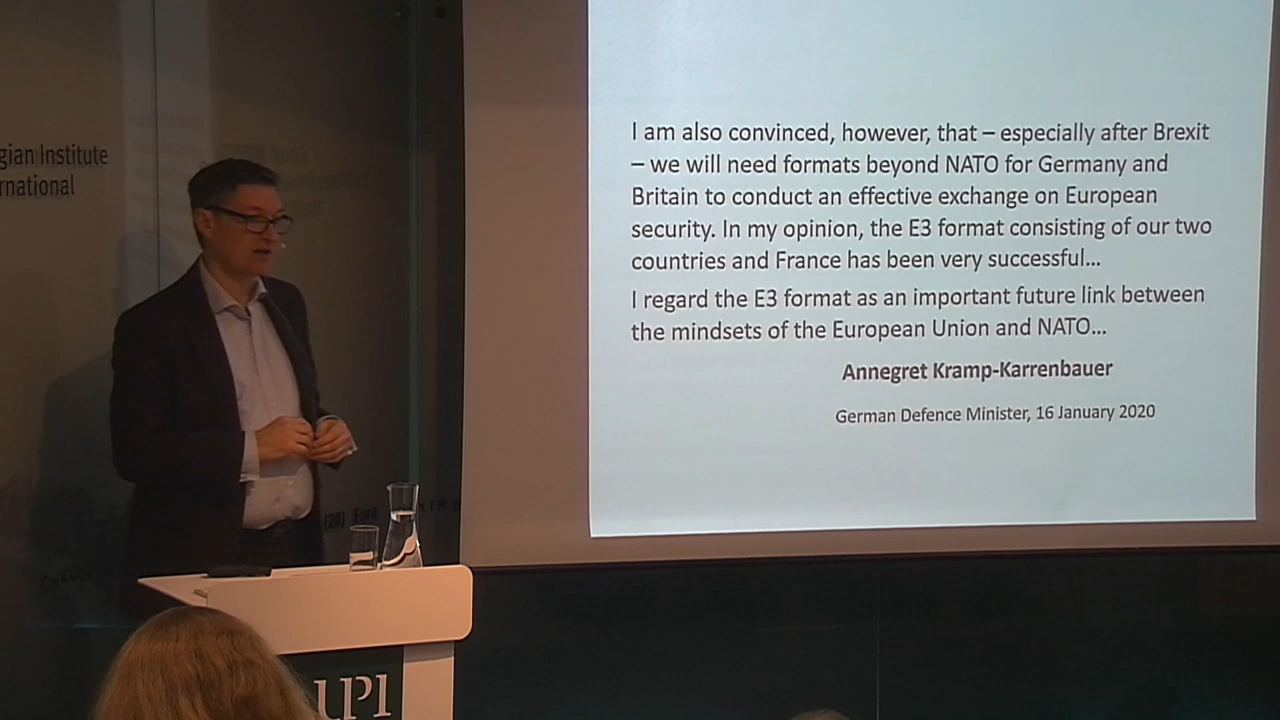 gian Institute
rnational
I am also convinced, however, that – especially after Brexit
– we will need formats beyond NATO for Germany and
Britain to conduct an effective exchange on European
security. In my opinion, the E3 format consisting of our two
countries and France has been very successful...
I regard the E3 format as an important future link between
the mindsets of the European Union and NATO...
Annegret Kramp-Karrenbauer
German Defence Minister, 16 January 2020
[20] Euro
CHANGE
UPI